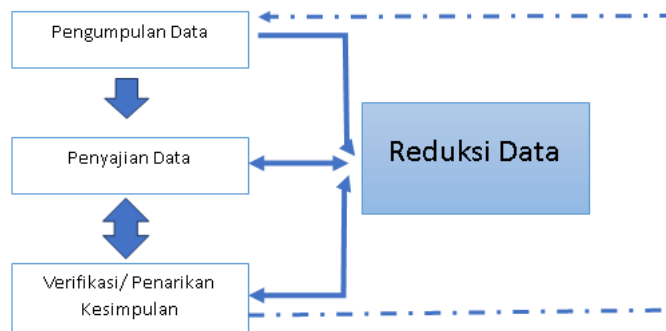 Pengumpulan Data
Penyajian Data
Reduksi Data
Verifikasi/ Penarikan
Kesimpulan